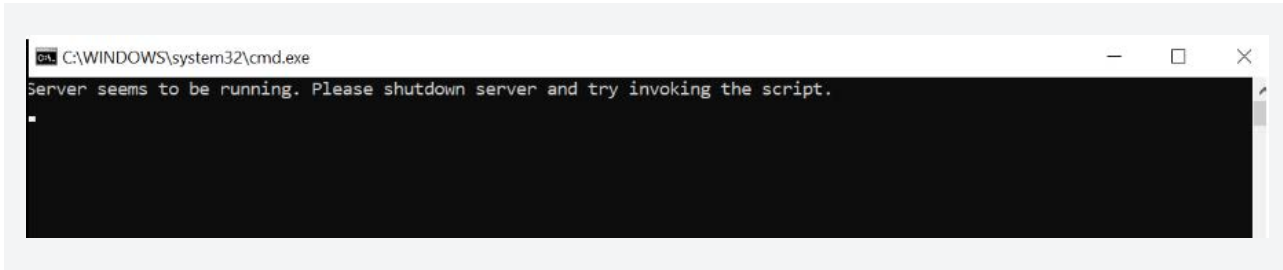 C:\WINDOWS\system32\cmd.exe
Server seems to be running. Please shutdown server and try invoking the script.